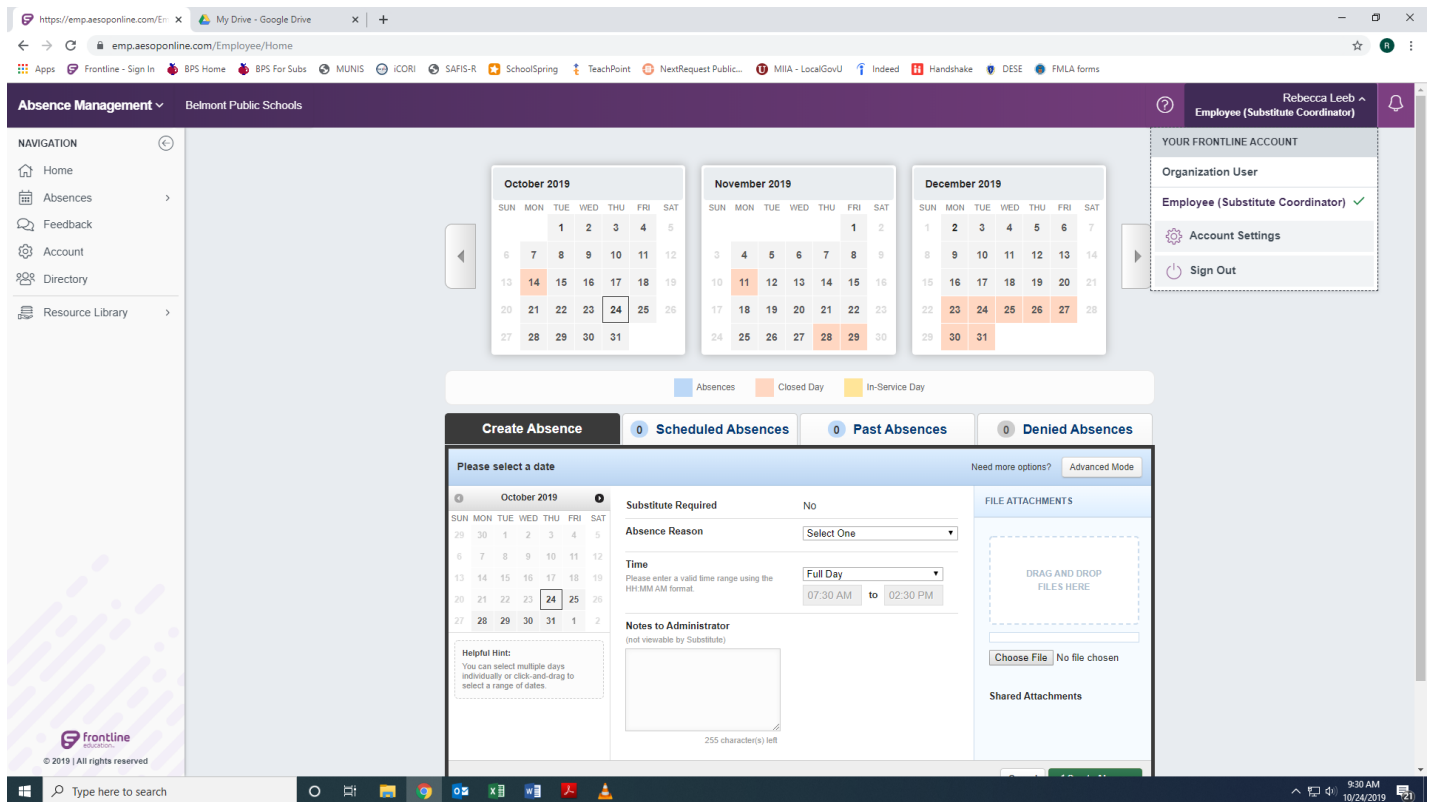 https://emp.aesoponline.com/Em
My Drive - Google Drive
emp.aesoponline.com/Employee/Home
R
Apps Frontline - Sign In BPS Home BPS For Subs MUNIS iCORI SAFIS-R SchoolSpring TeachPoint NextRequest Public... MIIA - LocalGovU Indeed Handshake DESE FMLA forms
Absence Management Belmont Public Schools
Rebecca Leeb
Employee (Substitute Coordinator)
NAVIGATION
Home
Absences
Feedback
Account
Directory
Resource Library
YOUR FRONTLINE ACCOUNT
Organization User
Employee (Substitute Coordinator)
Account Settings
Sign Out
October 2019
SUN MON TUE WED THU FRI SAT
1 2 3 4 5
6 7 8 9 10 11 12
13 14 15 16 17 18 19
20 21 22 23 24 25 26
27 28 29 30 31
November 2019
SUN MON TUE WED THU FRI SAT
1 2
3 4 5 6 7 8 9
10 11 12 13 14 15 16
17 18 19 20 21 22 23
24 25 26 27 28 29 30
December 2019
SUN MON TUE WED THU FRI SAT
1 2 3 4 5 6 7
8 9 10 11 12 13 14
15 16 17 18 19 20 21
22 23 24 25 26 27 28
29 30 31
Absences Closed Day In-Service Day
Create Absence
0 Scheduled Absences
0 Past Absences
0 Denied Absences
Please select a date
Need more options? Advanced Mode
October 2019
SUN MON TUE WED THU FRI SAT
29 30 1 2 3 4 5
6 7 8 9 10 11 12
13 14 15 16 17 18 19
20 21 22 23 24 25 26
27 28 29 30 31 1 2
Helpful Hint:
You can select multiple days
individually or click-and-drag to
select a range of dates.
Substitute Required No
Absence Reason Select One
Time
Please enter a valid time range using the
HH:MM AM format.
Full Day
07:30 AM to 02:30 PM
Notes to Administrator
(not viewable by Substitute)
255 character(s) left
FILE ATTACHMENTS
DRAG AND DROP
FILES HERE
Choose File No file chosen
Shared Attachments
frontline
education.
© 2019 | All rights reserved
Type here to search
9:30 AM
10/24/2019
21